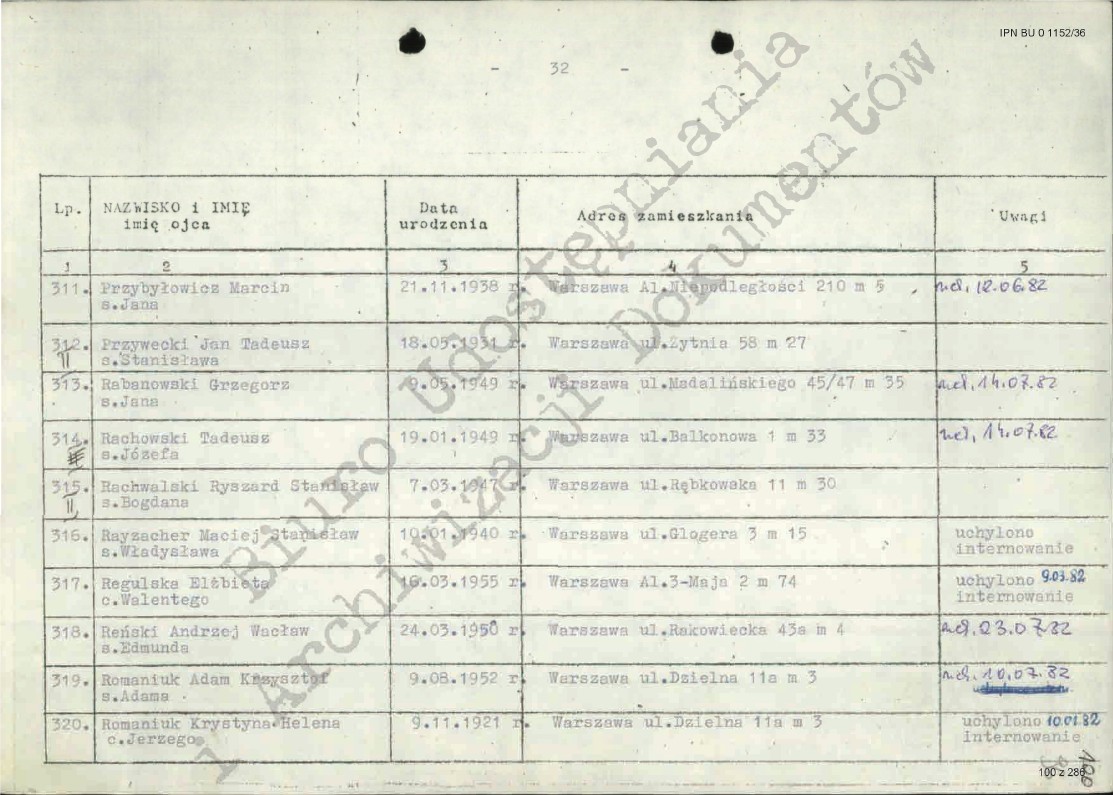 IPN BU 0 1152/36
- 32 -
Lp. NAZWISKO i IMIĘ imię ojca Data urodzenia Adres zamieszkania Uwagi
1 2 3 4 5
311. Przybyłowicz Marcin 21.11.1938 r. Warszawa Al.Niepodległości 210 m 5 uch. 12.06.82
s.Jana
312. Przywecki Jan Tadeusz 18.05.1931 r. Warszawa ul.Żytnia 58 m 27
II s.Stanisława
313. Rabanowski Grzegorz 9.05.1949 r. Warszawa ul.Madalińskiego 45/47 m 35 uch. 14.07.82
s.Jana
314. Rachowski Tadeusz 19.01.1949 r. Warszawa ul.Balkonowa 1 m 33 uch. 14.07.82
s.Józefa
315. Rachwalski Ryszard Stanisław 7.03.1947 r. Warszawa ul.Rębkowska 11 m 30
II s.Bogdana
316. Rayzacher Maciej Stanisław 10.01.1940 r. Warszawa ul.Glogera 3 m 15 uchylono
s.Władysława internowanie
317. Regulska Elżbieta 16.03.1955 r. Warszawa Al.3-Maja 2 m 74 uchylono 9.03.82
c.Walentego internowanie
318. Reński Andrzej Wacław 24.03.1950 r. Warszawa ul.Rakowiecka 43a m 4 uch. 23.07.82
s.Edmunda
319. Romaniuk Adam Krzysztof 9.08.1952 r. Warszawa ul.Dzielna 11a m 3 uch. 10.07.82
s.Adama
320. Romaniuk Krystyna Helena 9.11.1921 r. Warszawa ul.Dzielna 11a m 3 uchylono 10.01.82
c.Jerzego internowanie
100 z 286
100
Biuro Udostępniania
i Archiwizacji Dokumentów